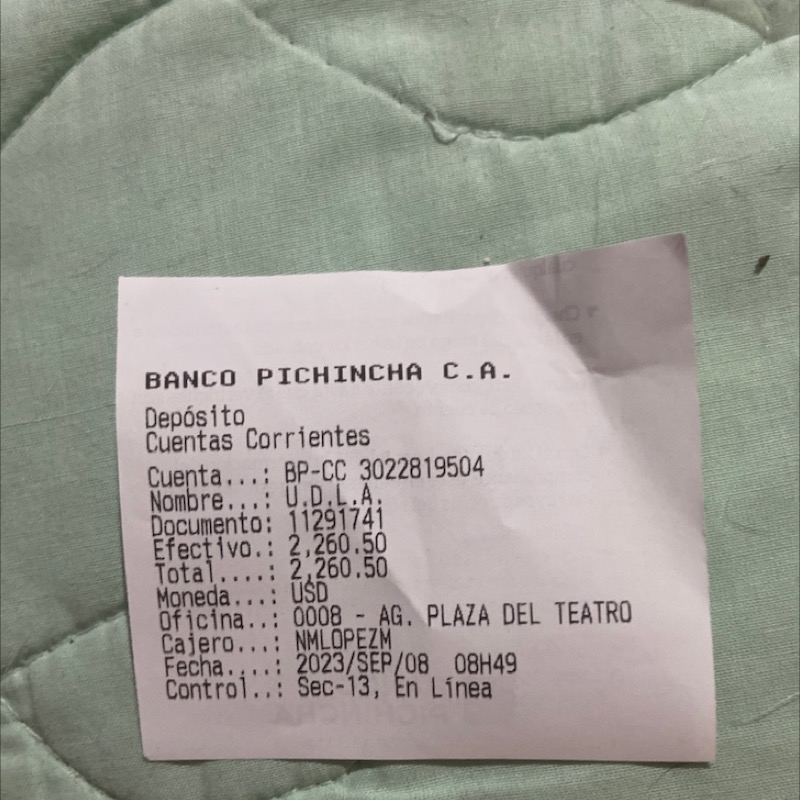 BANCO PICHINCHA C.A.
Depósito
Cuentas Corrientes
Cuenta...: BP-CC 3022819504
Nombre...: U.D.L.A.
Documento: 11291741
Efectivo.: 2,260.50
Total....: 2,260.50
Moneda...: USD
Oficina..: 0008 - AG. PLAZA DEL TEATRO
Cajero...: NMLOPEZM
Fecha....: 2023/SEP/08 08H49
Control..: Sec-13, En Línea